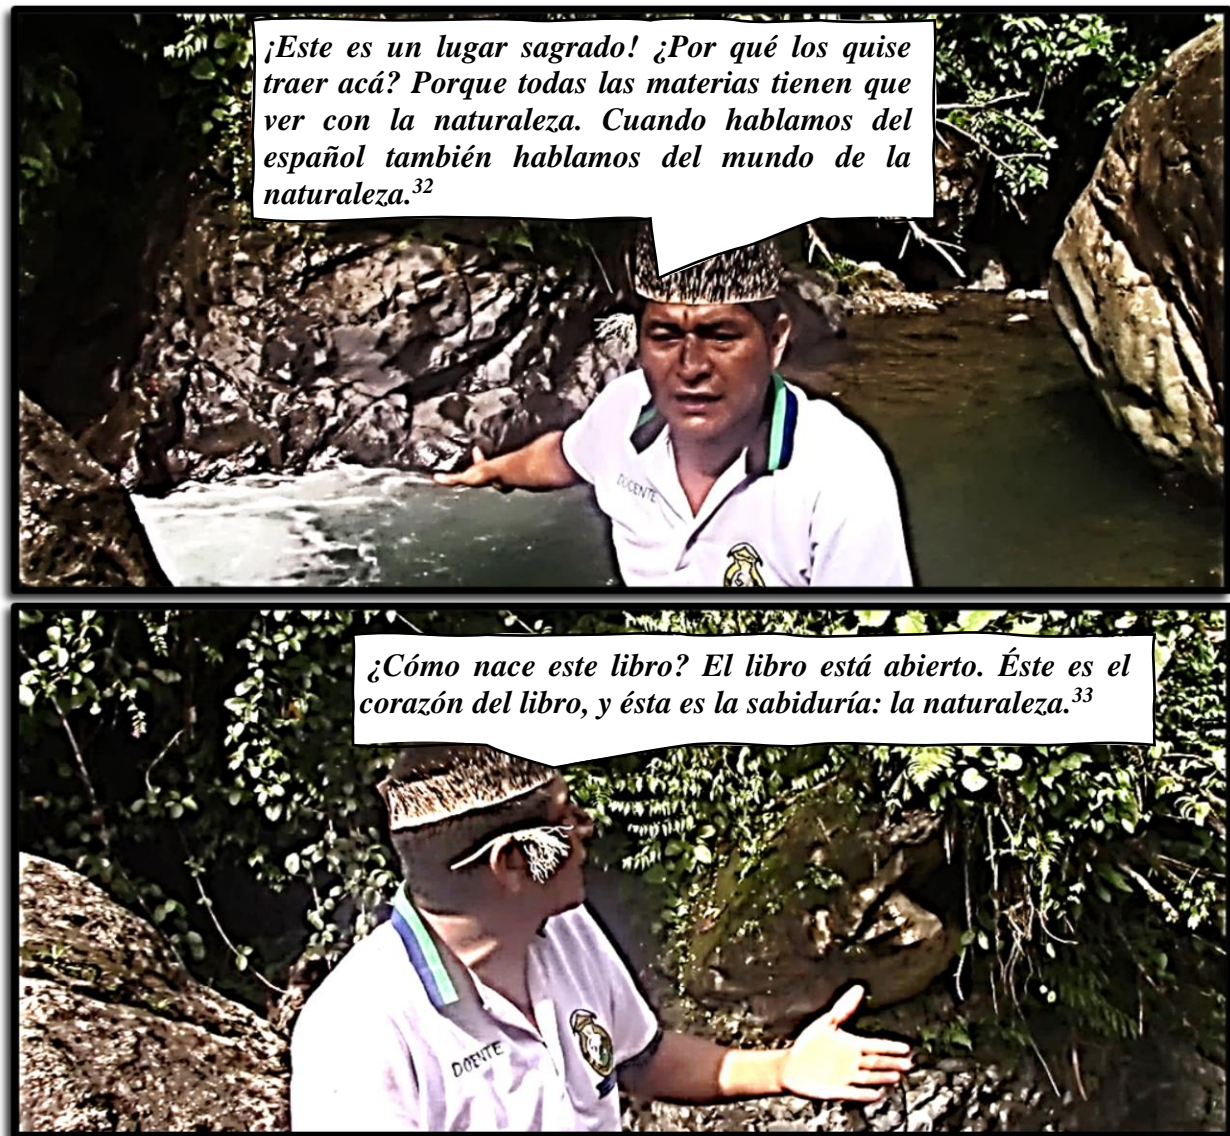 ¡Este es un lugar sagrado! ¿Por qué los quise
traer acá? Porque todas las materias tienen que
ver con la naturaleza. Cuando hablamos del
español también hablamos del mundo de la
naturaleza.³²
DOCENTE
¿Cómo nace este libro? El libro está abierto. Éste es el
corazón del libro, y ésta es la sabiduría: la naturaleza.³³
DOCENTE